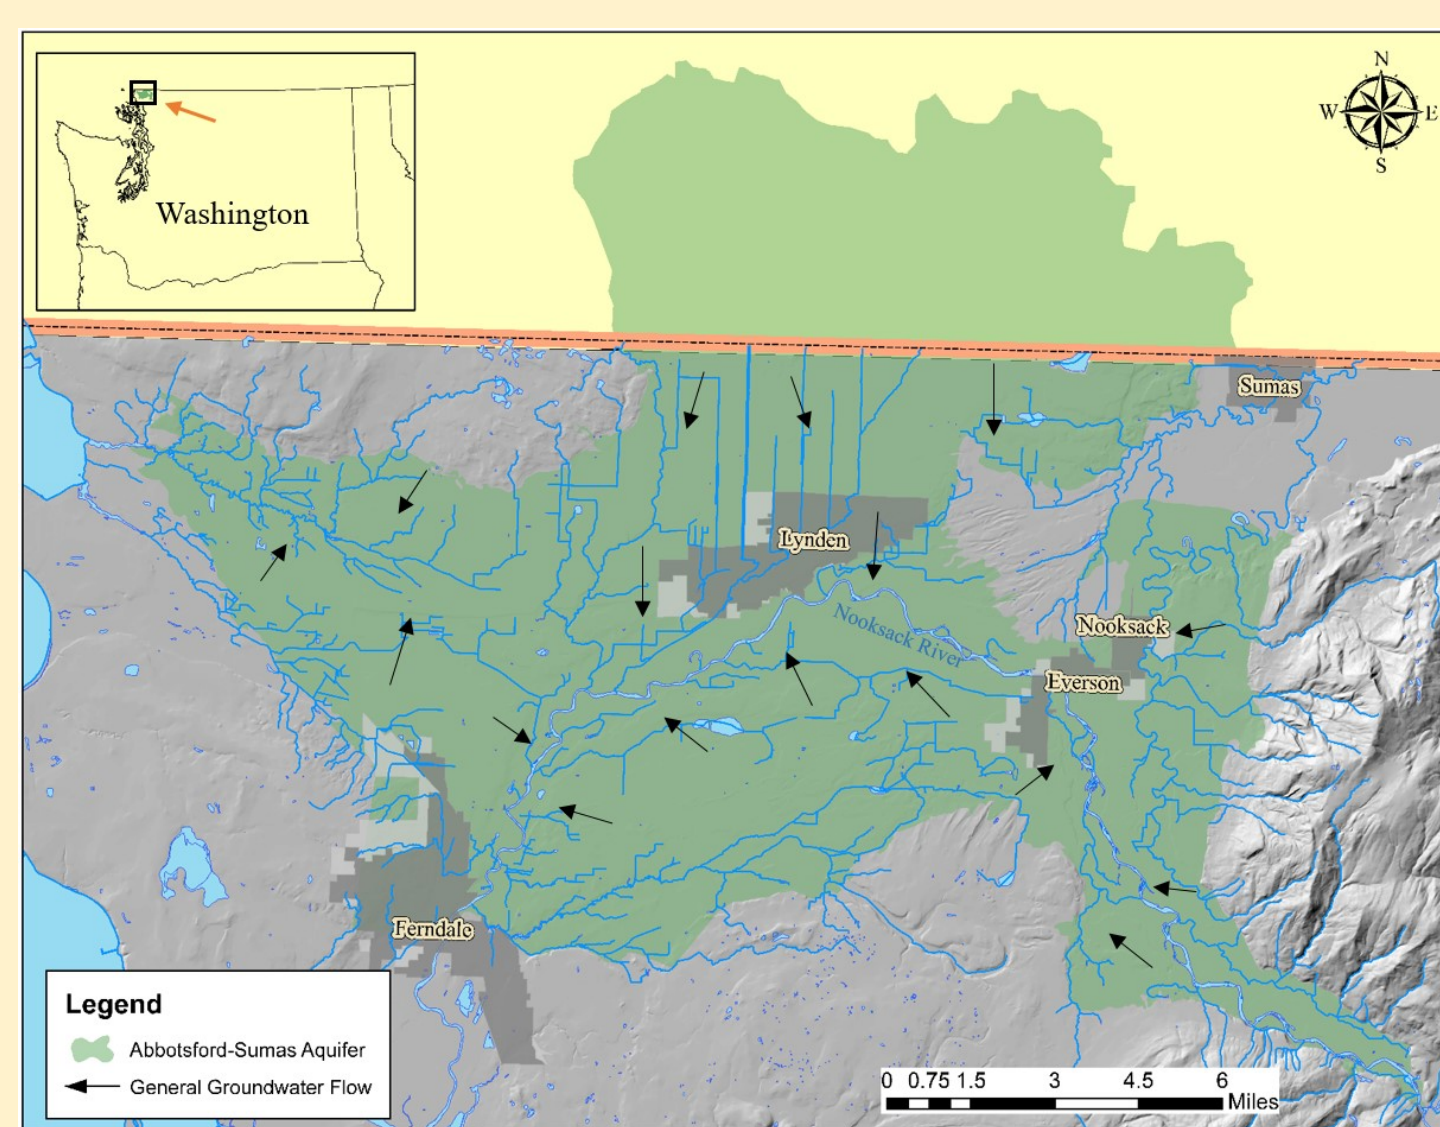 N
W E
S
Washington
Sumas
Lynden
Nooksack River
Nooksack
Everson
Ferndale
Legend
Abbotsford-Sumas Aquifer
General Groundwater Flow
0 0.75 1.5 3 4.5 6
Miles